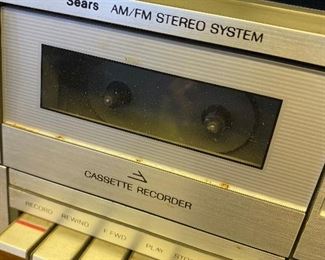 Sears AM/FM STEREO SYSTEM
CASSETTE RECORDER
RECORD REWIND F.FWD PLAY